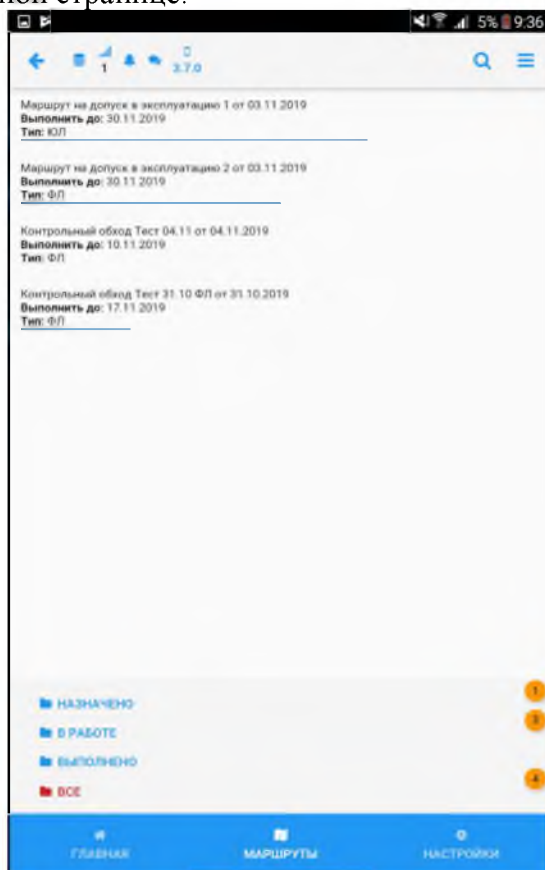 ной странице.
5% 9:36
1
3.7.0
Маршрут на допуск в эксплуатацию 1 от 03.11.2019
Выполнить до: 30.11.2019
Тип: ЮЛ
Маршрут на допуск в эксплуатацию 2 от 03.11.2019
Выполнить до: 30.11.2019
Тип: ФЛ
Контрольный обход Тест 04.11 от 04.11.2019
Выполнить до: 10.11.2019
Тип: ФЛ
Контрольный обход Тест 31.10 ФЛ от 31.10.2019
Выполнить до: 17.11.2019
Тип: ФЛ
НАЗНАЧЕНО 1
В РАБОТЕ 3
ВЫПОЛНЕНО
ВСЕ 4
ГЛАВНАЯ МАРШРУТЫ НАСТРОЙКИ